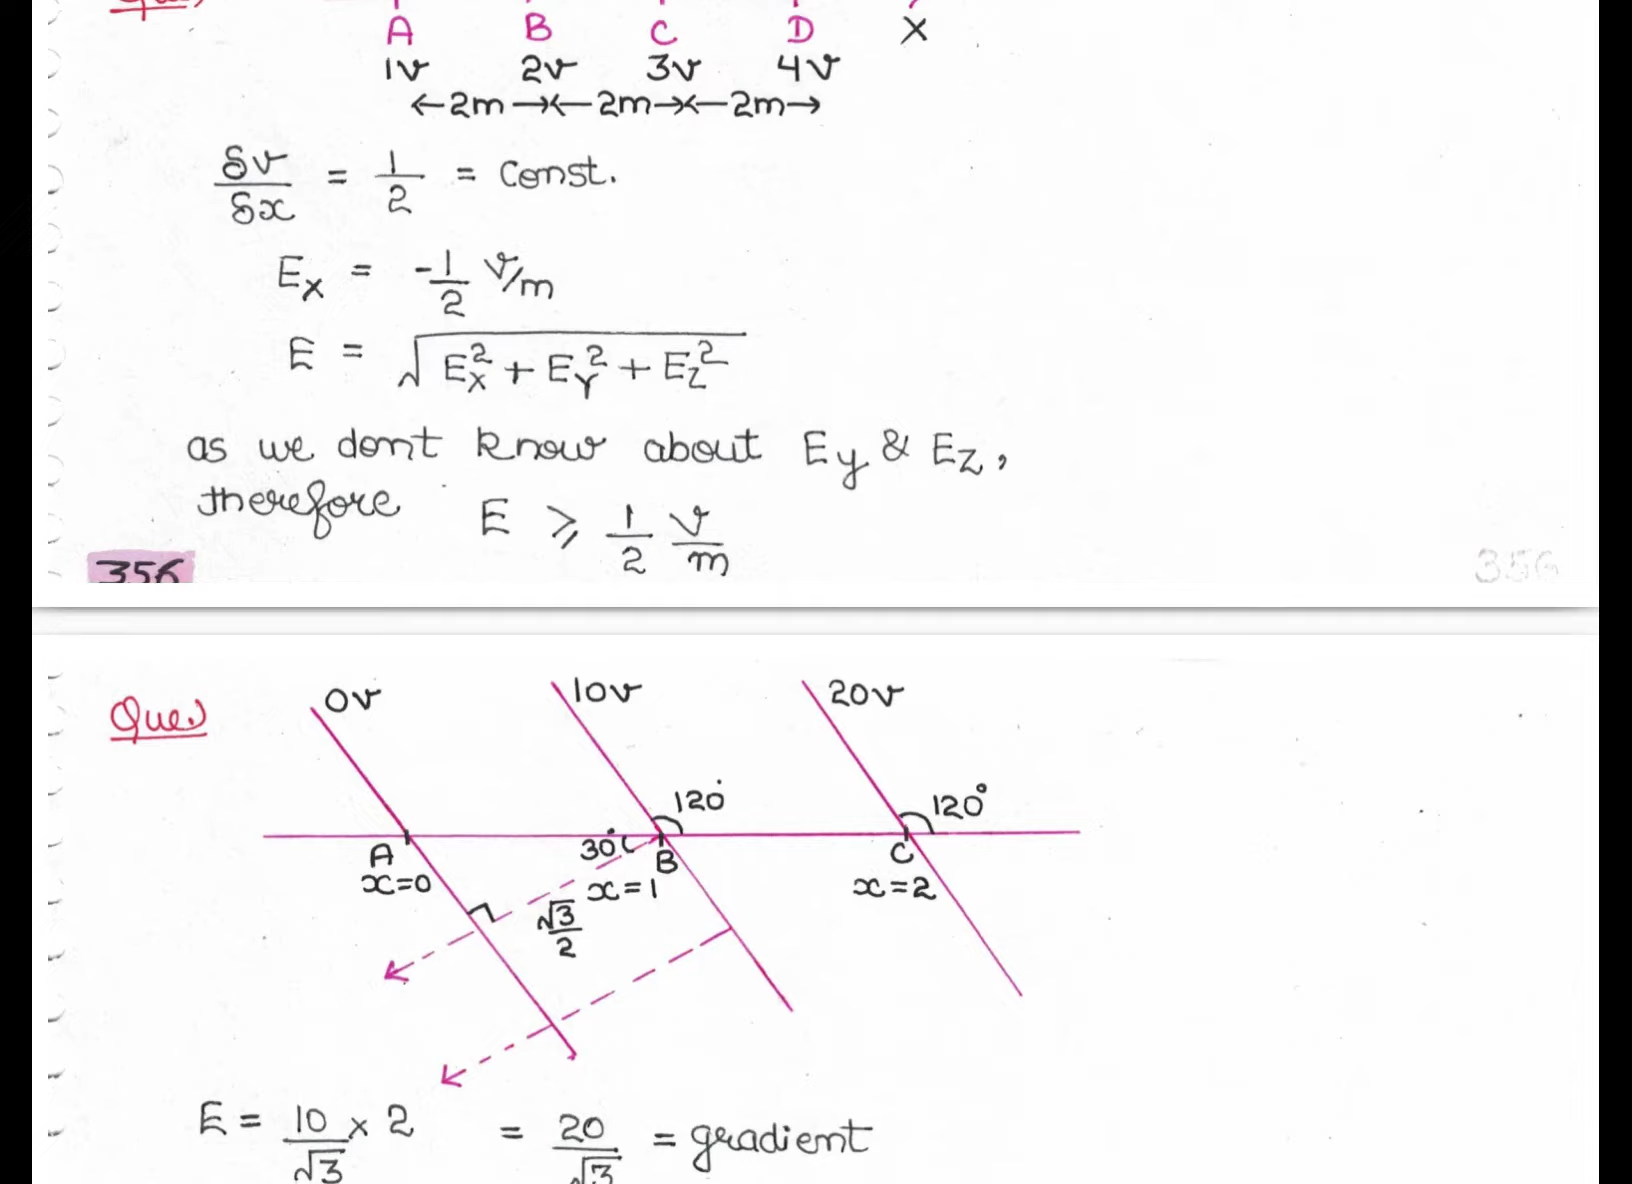 Ques
A B C D X
1v 2v 3v 4v
←2m→←2m→←2m→
δv/δx = 1/2 = Const.
Ex = -1/2 v/m
E = √(Ex² + EY² + EZ²)
as we dont know about Ey & EZ,
therefore E ⩾ 1/2 v/m
356
356
Ques
0v 10v 20v
120° 120°
A 30° B C
x=0 x=1 x=2
√3/2
E = 10/√3 x 2 = 20/√3 = gradient